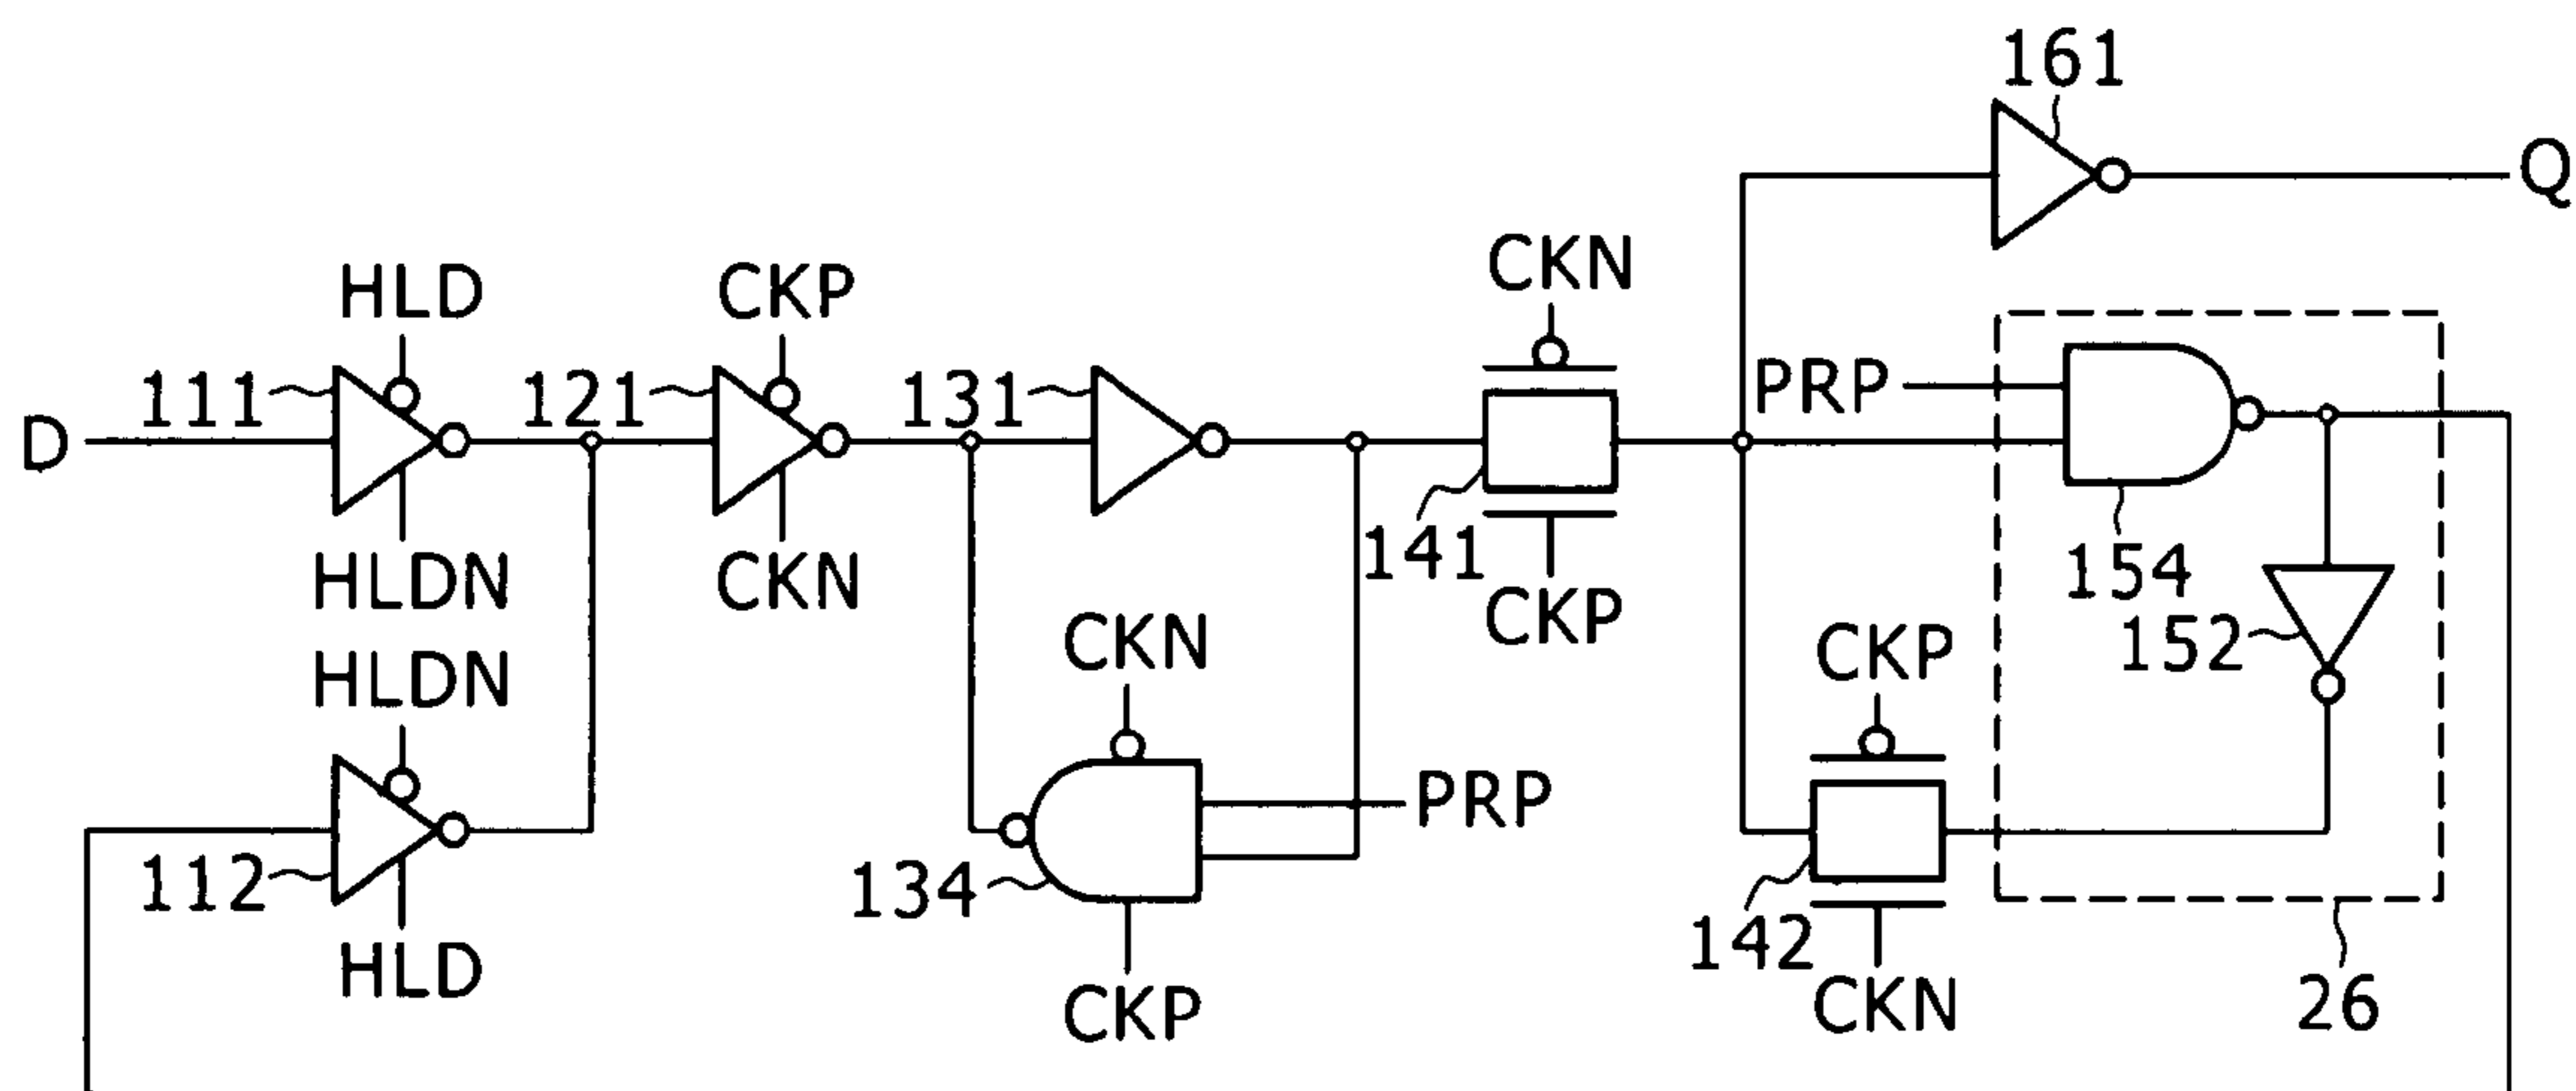 161
Q
CKN
HLD
CKP
PRP
111
121
131
D
154
141
HLDN
CKN
CKP
CKN
CKP
152
HLDN
PRP
112
134
142
HLD
CKN
26
CKP